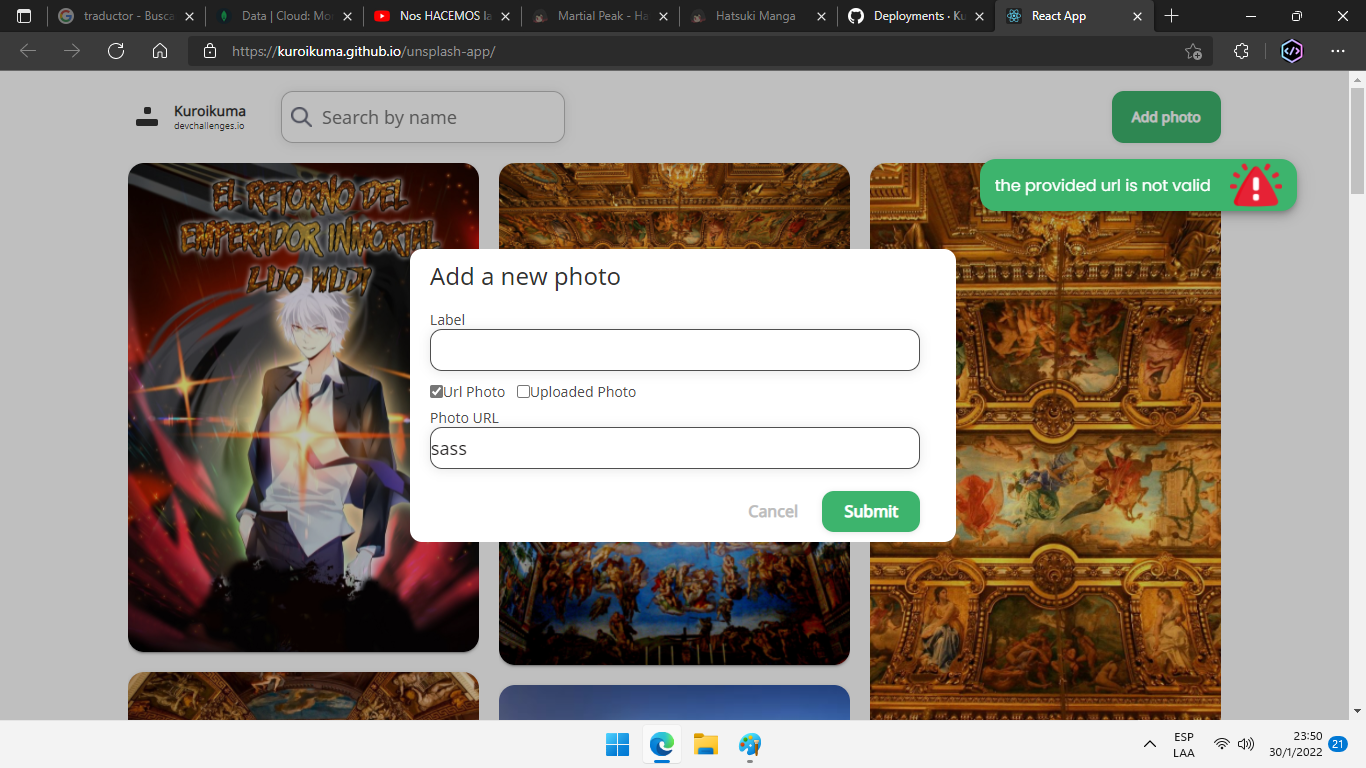 traductor - Busca
Data | Cloud: Mo
Nos HACEMOS la
Martial Peak - Ha
Hatsuki Manga
Deployments · Ku
React App
https://kuroikuma.github.io/unsplash-app/
Kuroikuma
devchallenges.io
Search by name
Add photo
the provided url is not valid
EL RETORNO DEL
EMPERADOR INMORTAL
LUO WUJI
Add a new photo
Label
Url Photo
Uploaded Photo
Photo URL
sass
Cancel
Submit
ESP
LAA
23:50
30/1/2022
21